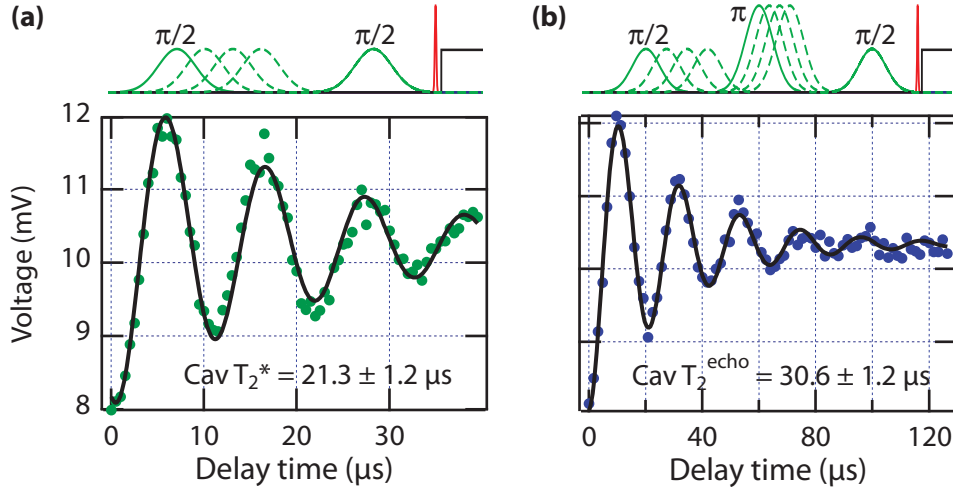 (a)
π/2
π/2
12
11
10
9
8
Voltage (mV)
Cav T₂* = 21.3 ± 1.2 µs
0
10
20
30
Delay time (µs)
(b)
π/2
π
π/2
Cav T₂ᵉᶜʰᵒ = 30.6 ± 1.2 µs
0
40
80
120
Delay time (µs)